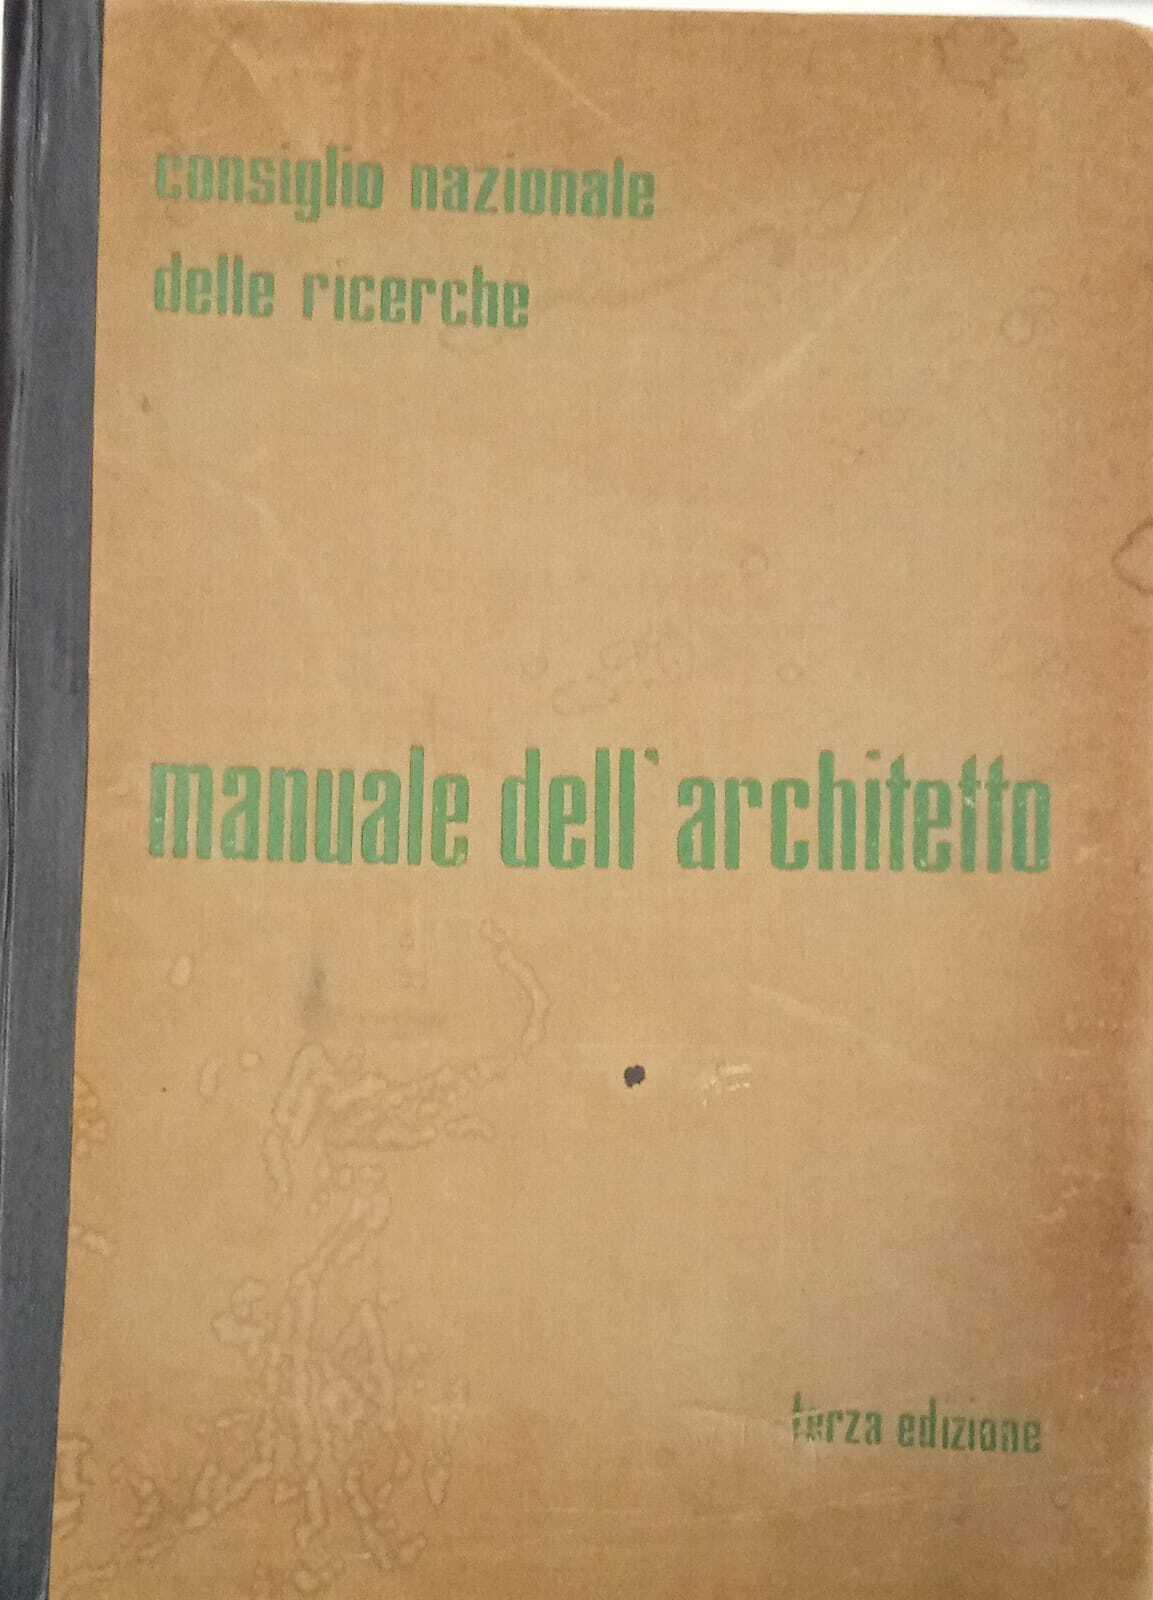 consiglio nazionale
delle ricerche
manuale dell'architetto
terza edizione